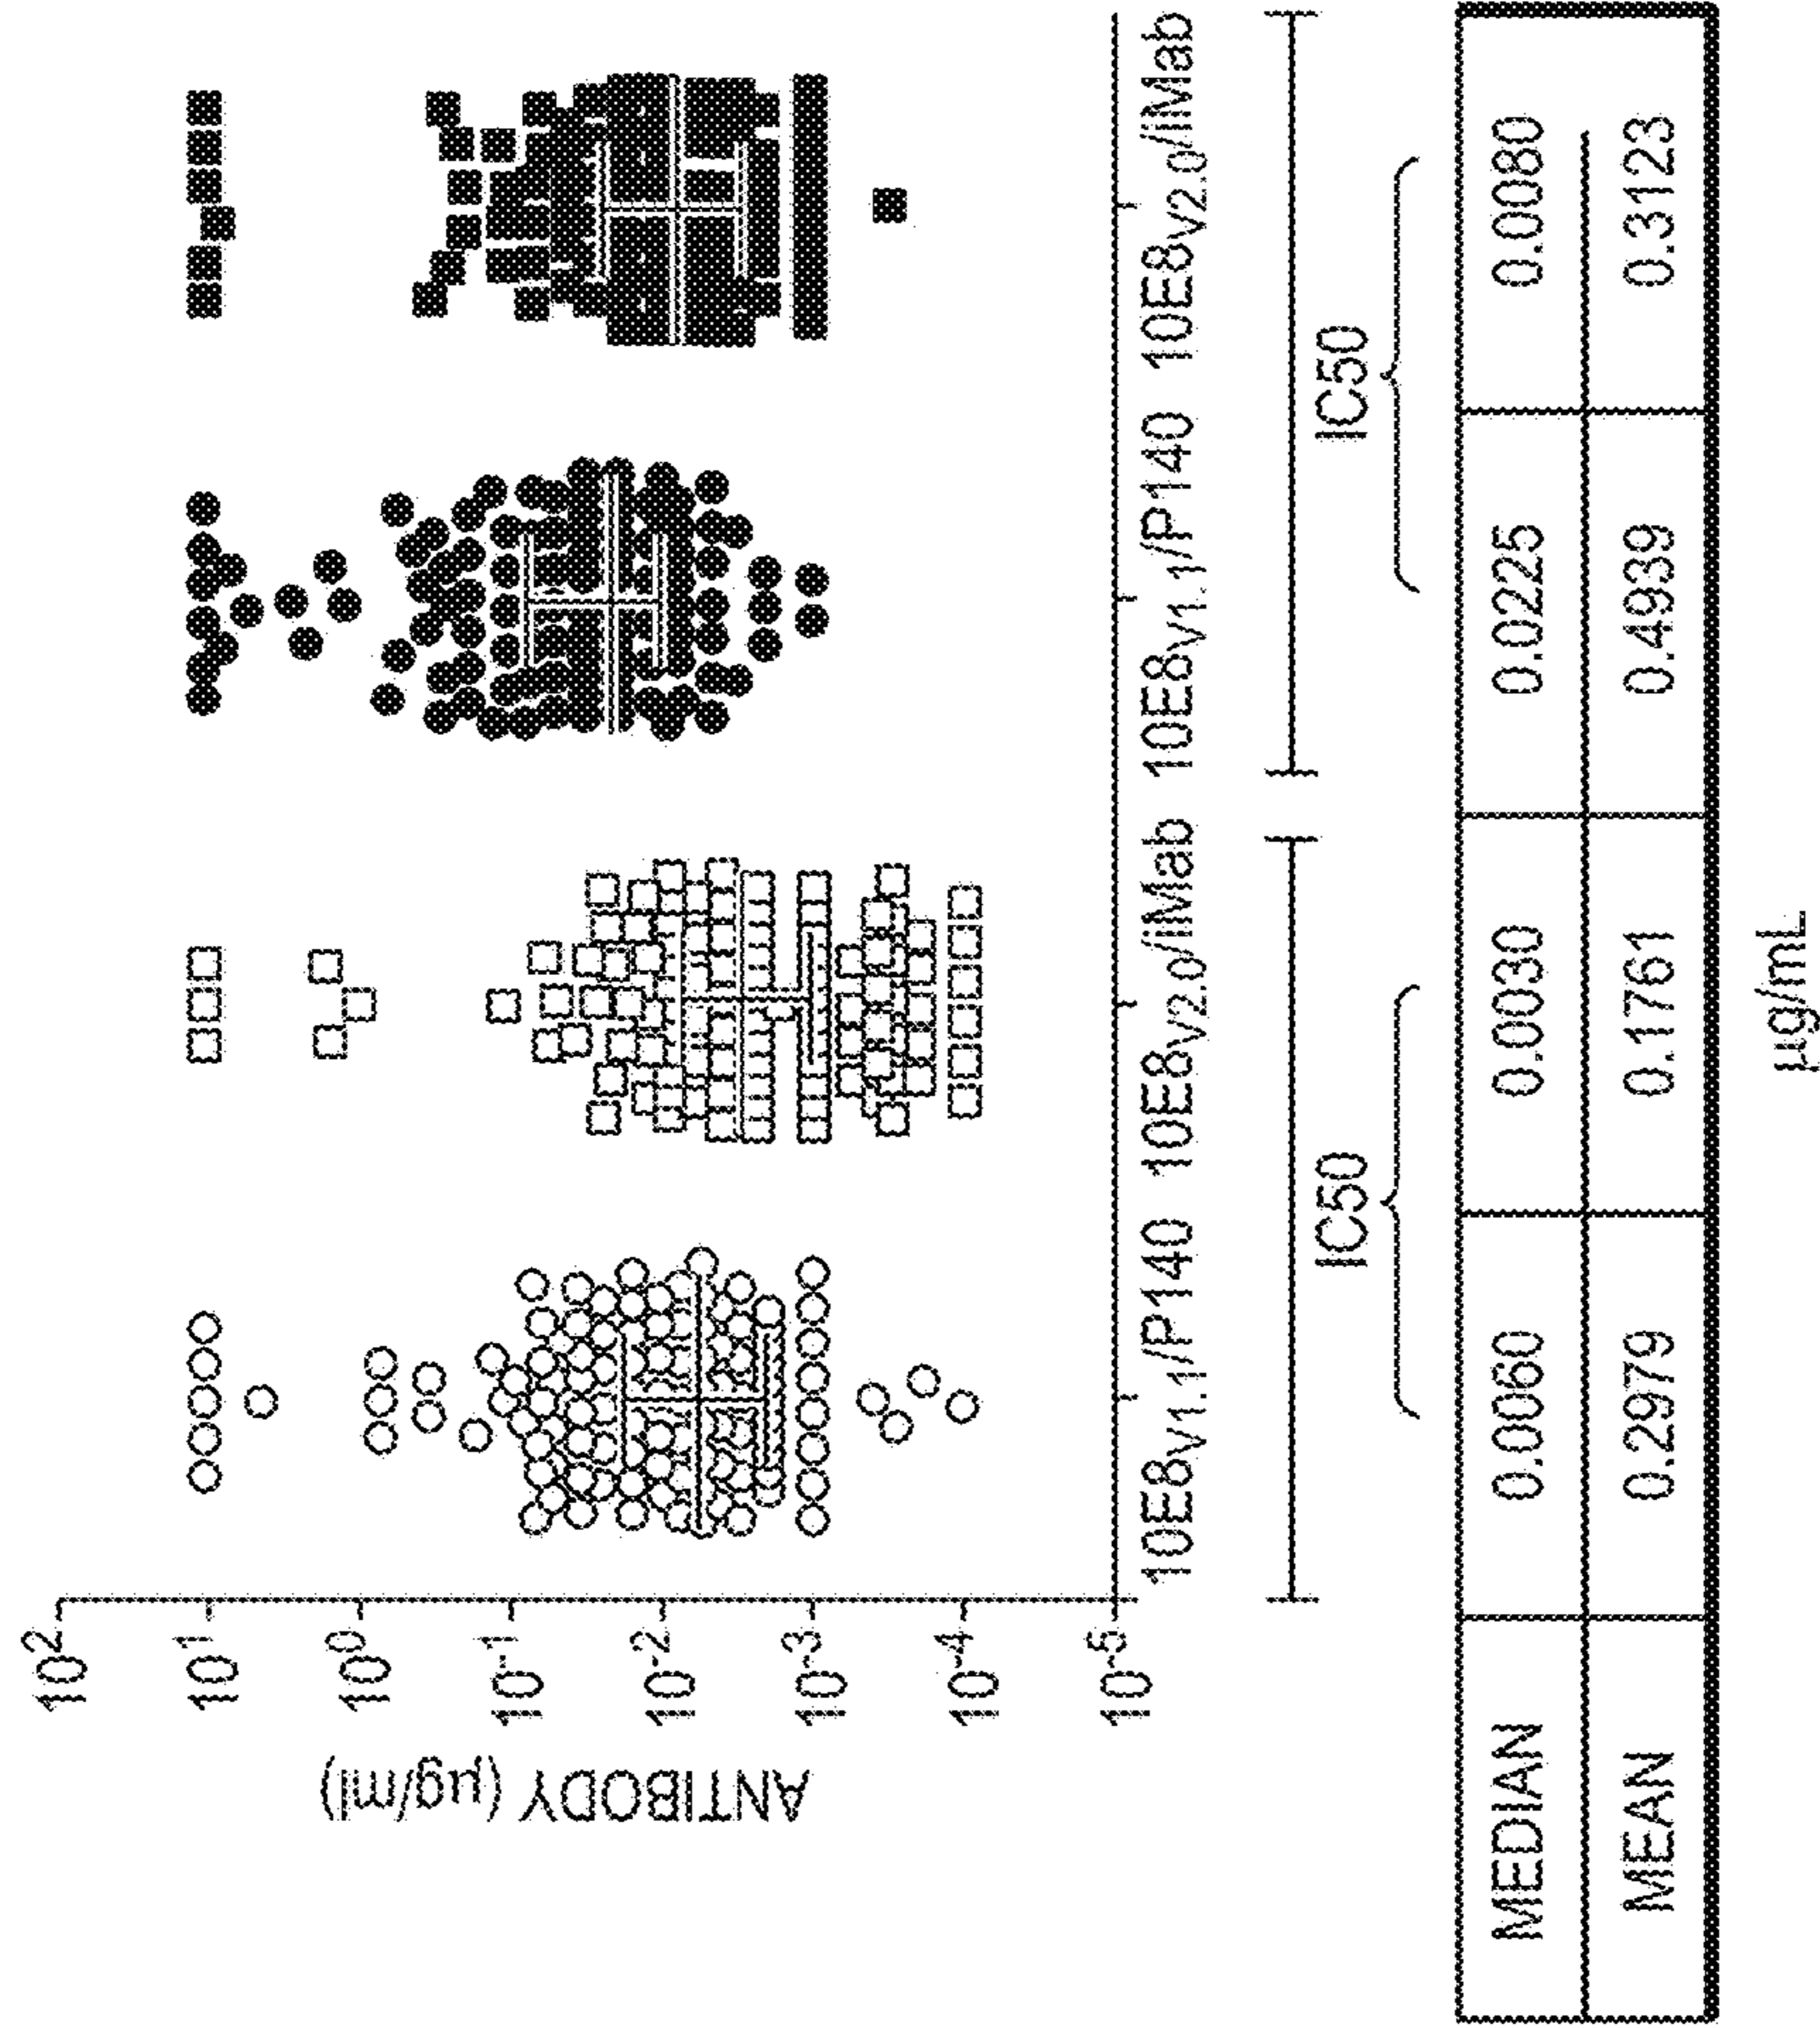 ANTIBODY (µg/ml)
10²
10¹
10⁰
10⁻¹
10⁻²
10⁻³
10⁻⁴
10⁻⁵
10E8V1.1/P140 10E8V2.0/iMab 10E8V1.1/P140 10E8V2.0/iMab
IC50 IC50
MEDIAN 0.0060 0.0030 0.0225 0.0080
MEAN 0.2979 0.1761 0.4939 0.3123
µg/mL